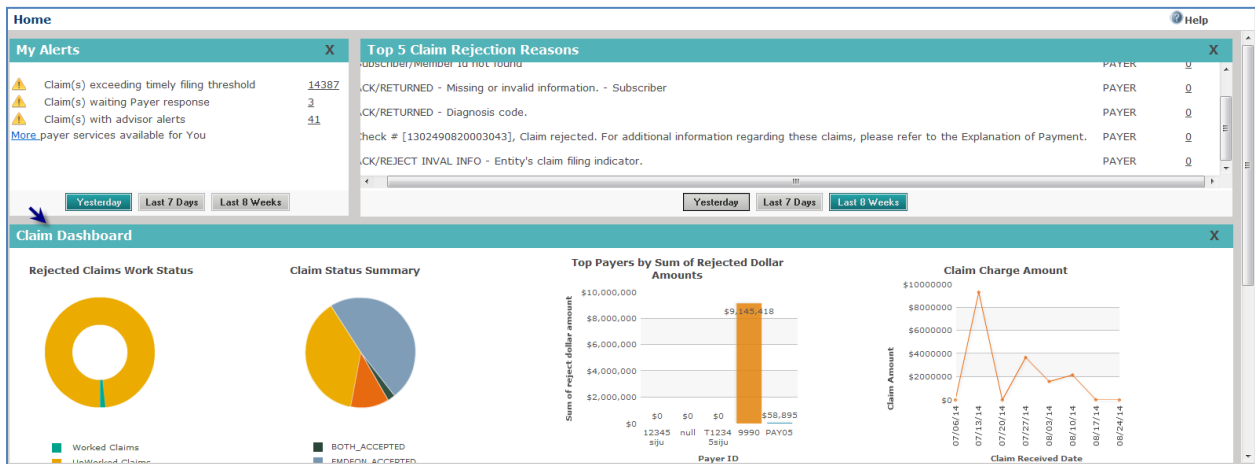 Home
Help
My Alerts X
Claim(s) exceeding timely filing threshold 14387
Claim(s) waiting Payer response 3
Claim(s) with advisor alerts 41
More payer services available for You
Yesterday Last 7 Days Last 8 Weeks
Top 5 Claim Rejection Reasons X
Subscriber/Member Id not found PAYER 0
ACK/RETURNED - Missing or invalid information. - Subscriber PAYER 0
ACK/RETURNED - Diagnosis code. PAYER 0
Check # [1302490820003043], Claim rejected. For additional information regarding these claims, please refer to the Explanation of Payment. PAYER 0
ACK/REJECT INVAL INFO - Entity's claim filing indicator. PAYER 0
Yesterday Last 7 Days Last 8 Weeks
Claim Dashboard X
Rejected Claims Work Status
Worked Claims
UnWorked Claims
Claim Status Summary
BOTH_ACCEPTED
EMDEON_ACCEPTED
Top Payers by Sum of Rejected Dollar
Amounts
Sum of reject dollar amount
$10,000,000
$8,000,000
$6,000,000
$4,000,000
$2,000,000
$0
$0 $0 $0 $9,145,418 $58,895
12345 null T1234 9990 PAY05
siju 5siju
Payer ID
Claim Charge Amount
Claim Amount
$10000000
$8000000
$6000000
$4000000
$2000000
$0
07/06/14 07/13/14 07/20/14 07/27/14 08/03/14 08/10/14 08/17/14 08/24/14
Claim Received Date